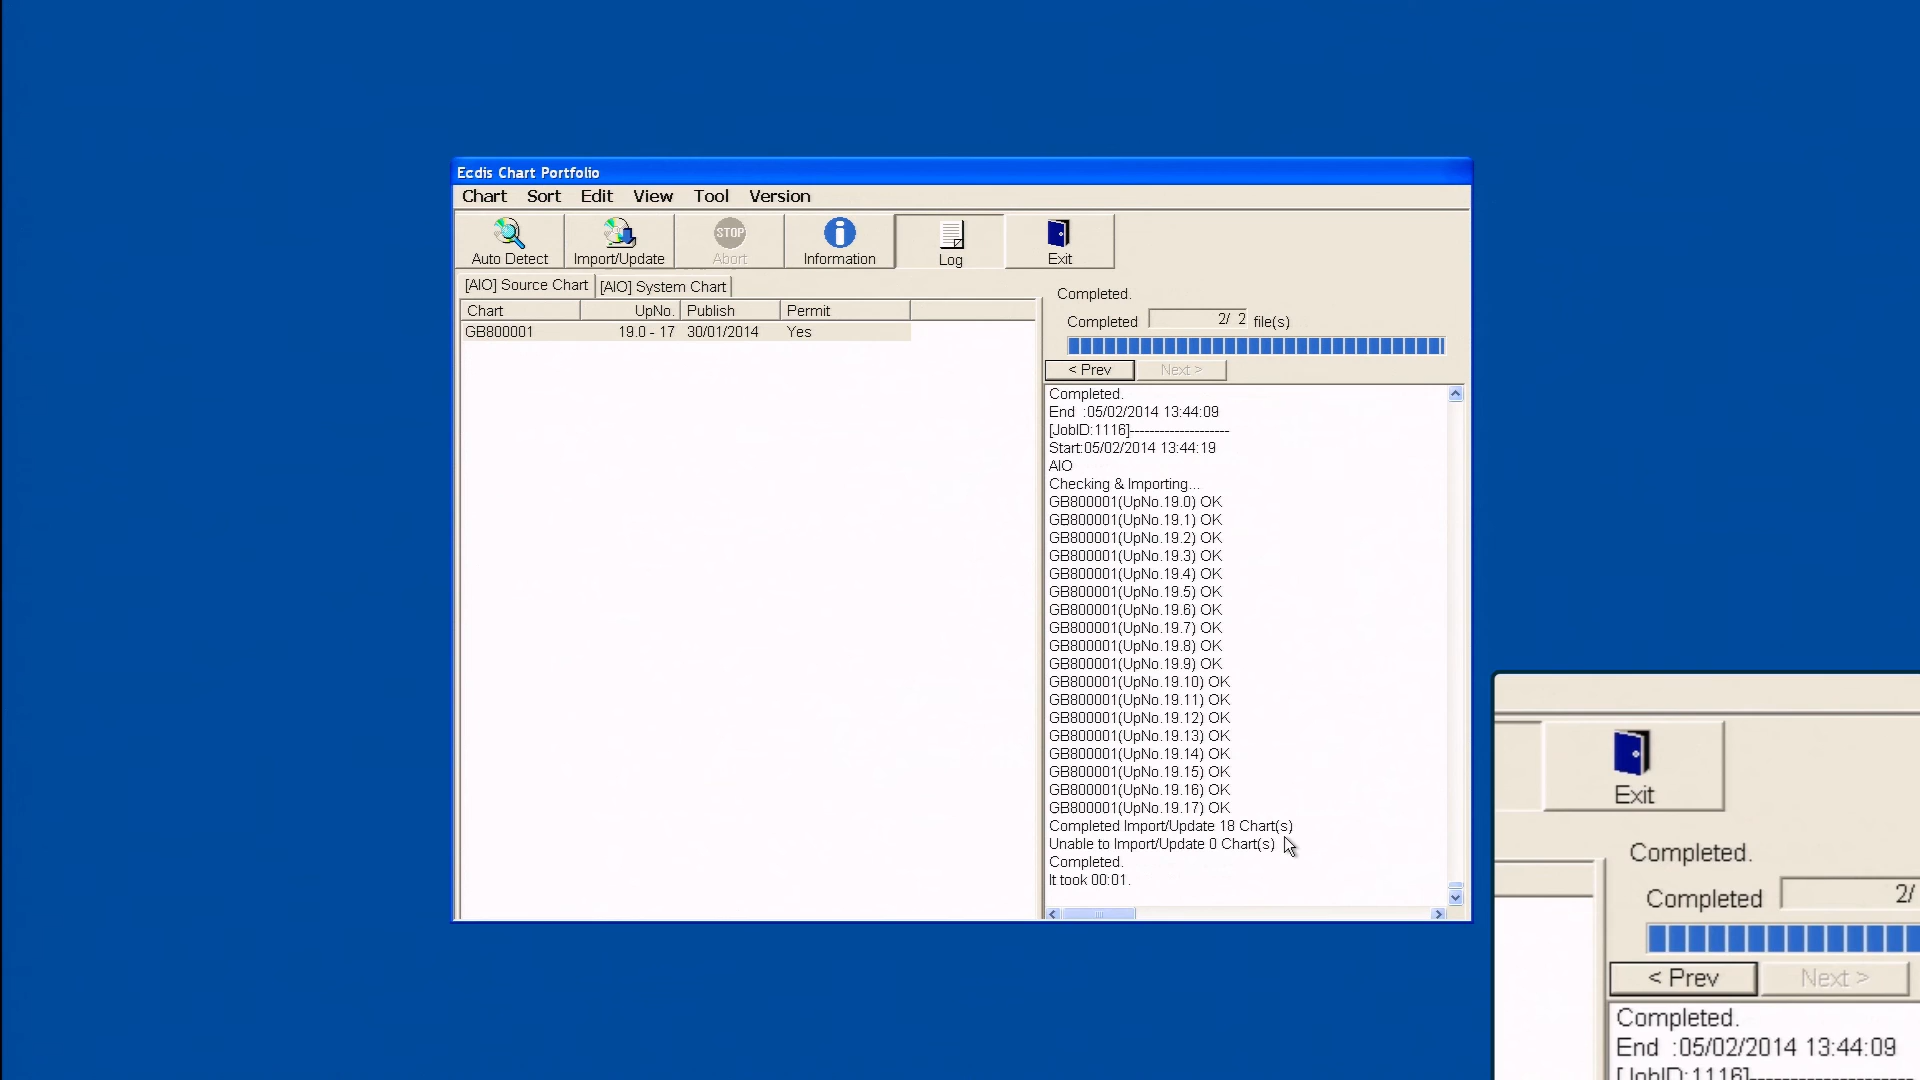 Ecdis Chart Portfolio
Chart Sort Edit View Tool Version
Auto Detect Import/Update STOP Abort Information Log Exit
[AIO] Source Chart [AIO] System Chart
Chart UpNo. Publish Permit
GB800001 19.0 - 17 30/01/2014 Yes
Completed.
Completed 2/ 2 file(s)
< Prev Next >
Completed.
End :05/02/2014 13:44:09
[JobID:1116]--------------------
Start:05/02/2014 13:44:19
AIO
Checking & Importing...
GB800001(UpNo.19.0) OK
GB800001(UpNo.19.1) OK
GB800001(UpNo.19.2) OK
GB800001(UpNo.19.3) OK
GB800001(UpNo.19.4) OK
GB800001(UpNo.19.5) OK
GB800001(UpNo.19.6) OK
GB800001(UpNo.19.7) OK
GB800001(UpNo.19.8) OK
GB800001(UpNo.19.9) OK
GB800001(UpNo.19.10) OK
GB800001(UpNo.19.11) OK
GB800001(UpNo.19.12) OK
GB800001(UpNo.19.13) OK
GB800001(UpNo.19.14) OK
GB800001(UpNo.19.15) OK
GB800001(UpNo.19.16) OK
GB800001(UpNo.19.17) OK
Completed Import/Update 18 Chart(s)
Unable to Import/Update 0 Chart(s)
Completed.
It took 00:01.
Exit
Completed.
Completed 2/
< Prev Next >
Completed.
End :05/02/2014 13:44:09
[JobID:1116]--------------------